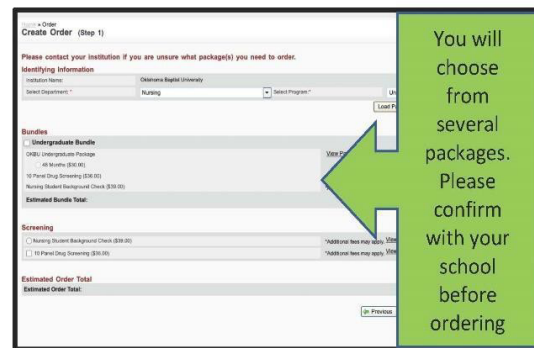 Home » Order
Create Order (Step 1)
Please contact your institution if you are unsure what package(s) you need to order.
Identifying Information
Institution Name: Oklahoma Baptist University
Select Department: * Nursing Select Program:* Un
Load P
Bundles
Undergraduate Bundle
OKBU Undergraduate Package View Pa
48 Months ($30.00)
10 Panel Drug Screening ($36.00)
Nursing Student Background Check ($39.00)
Estimated Bundle Total:
Screening
Nursing Student Background Check ($39.00) *Additional fees may apply. View
10 Panel Drug Screening ($36.00) *Additional fees may apply. View
Estimated Order Total
Estimated Order Total:
Previous
You will
choose
from
several
packages.
Please
confirm
with your
school
before
ordering